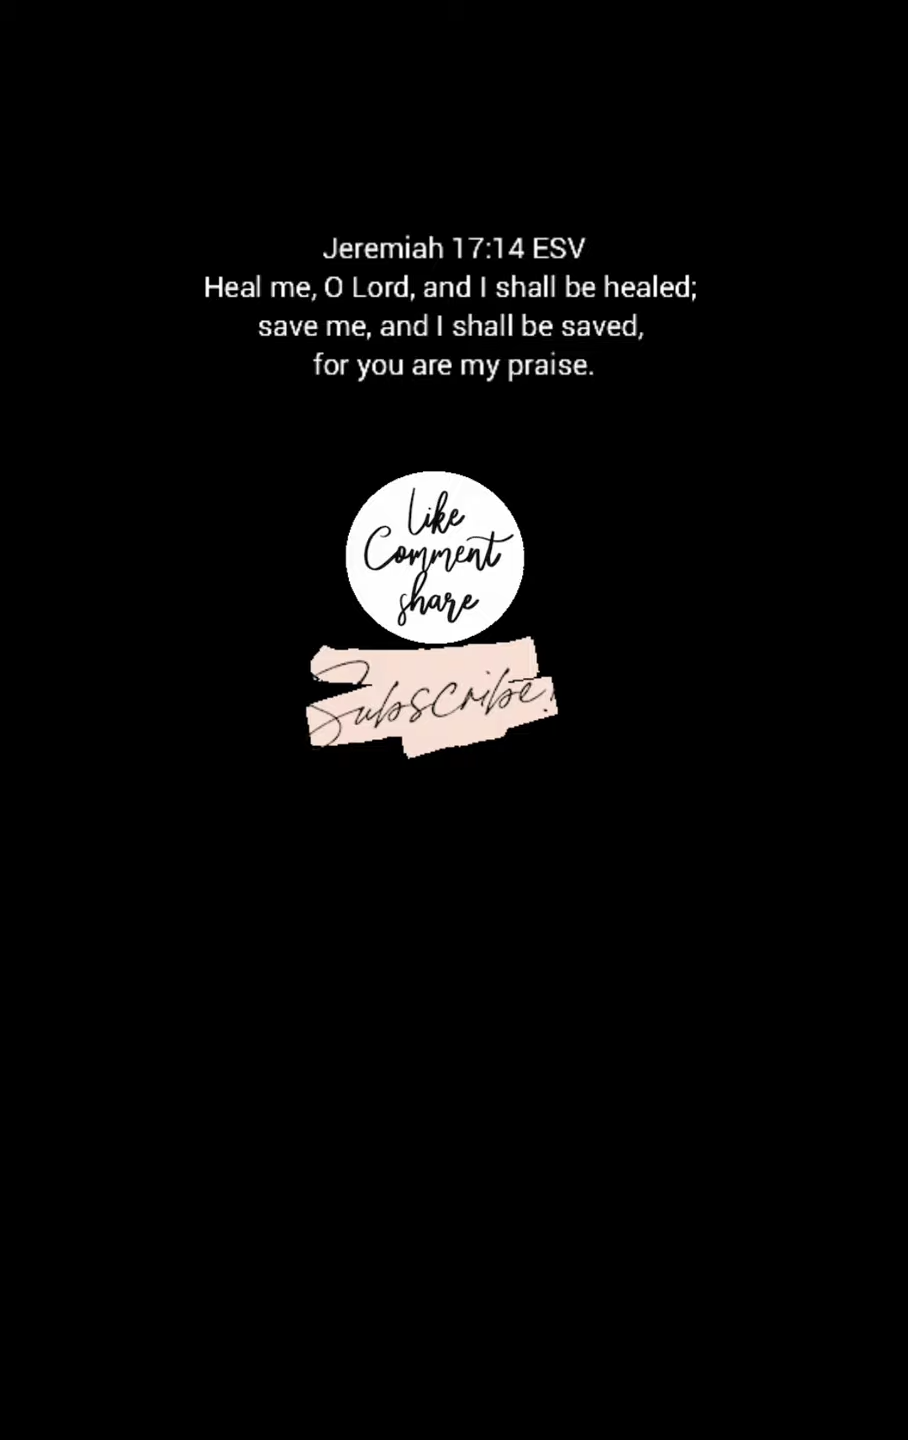 Jeremiah 17:14 ESV
Heal me, O Lord, and I shall be healed;
save me, and I shall be saved,
for you are my praise.
like
Comment
share
Subscribe!